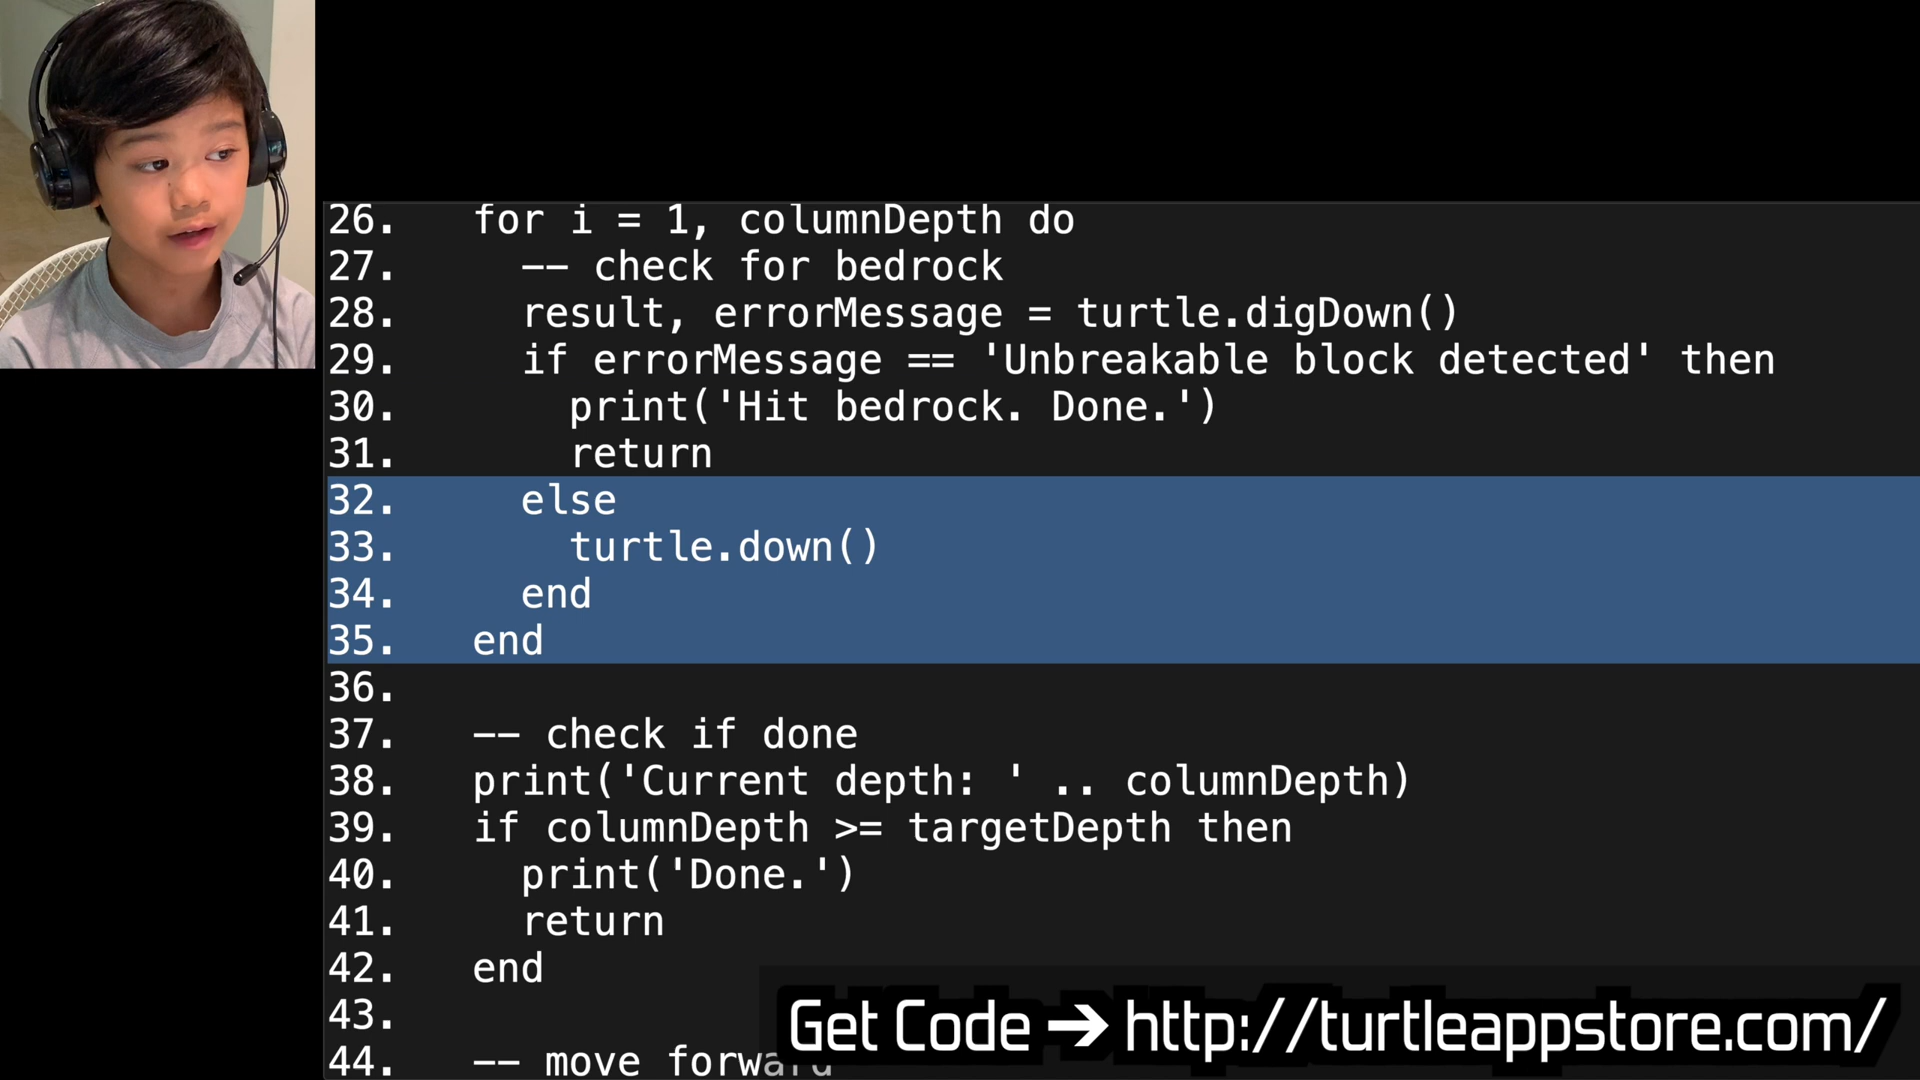 26. for i = 1, columnDepth do
27. -- check for bedrock
28. result, errorMessage = turtle.digDown()
29. if errorMessage == 'Unbreakable block detected' then
30. print('Hit bedrock. Done.')
31. return
32. else
33. turtle.down()
34. end
35. end
36.
37. -- check if done
38. print('Current depth: ' .. columnDepth)
39. if columnDepth >= targetDepth then
40. print('Done.')
41. return
42. end
43.
44. -- move forward
Get Code ➔ http://turtleappstore.com/